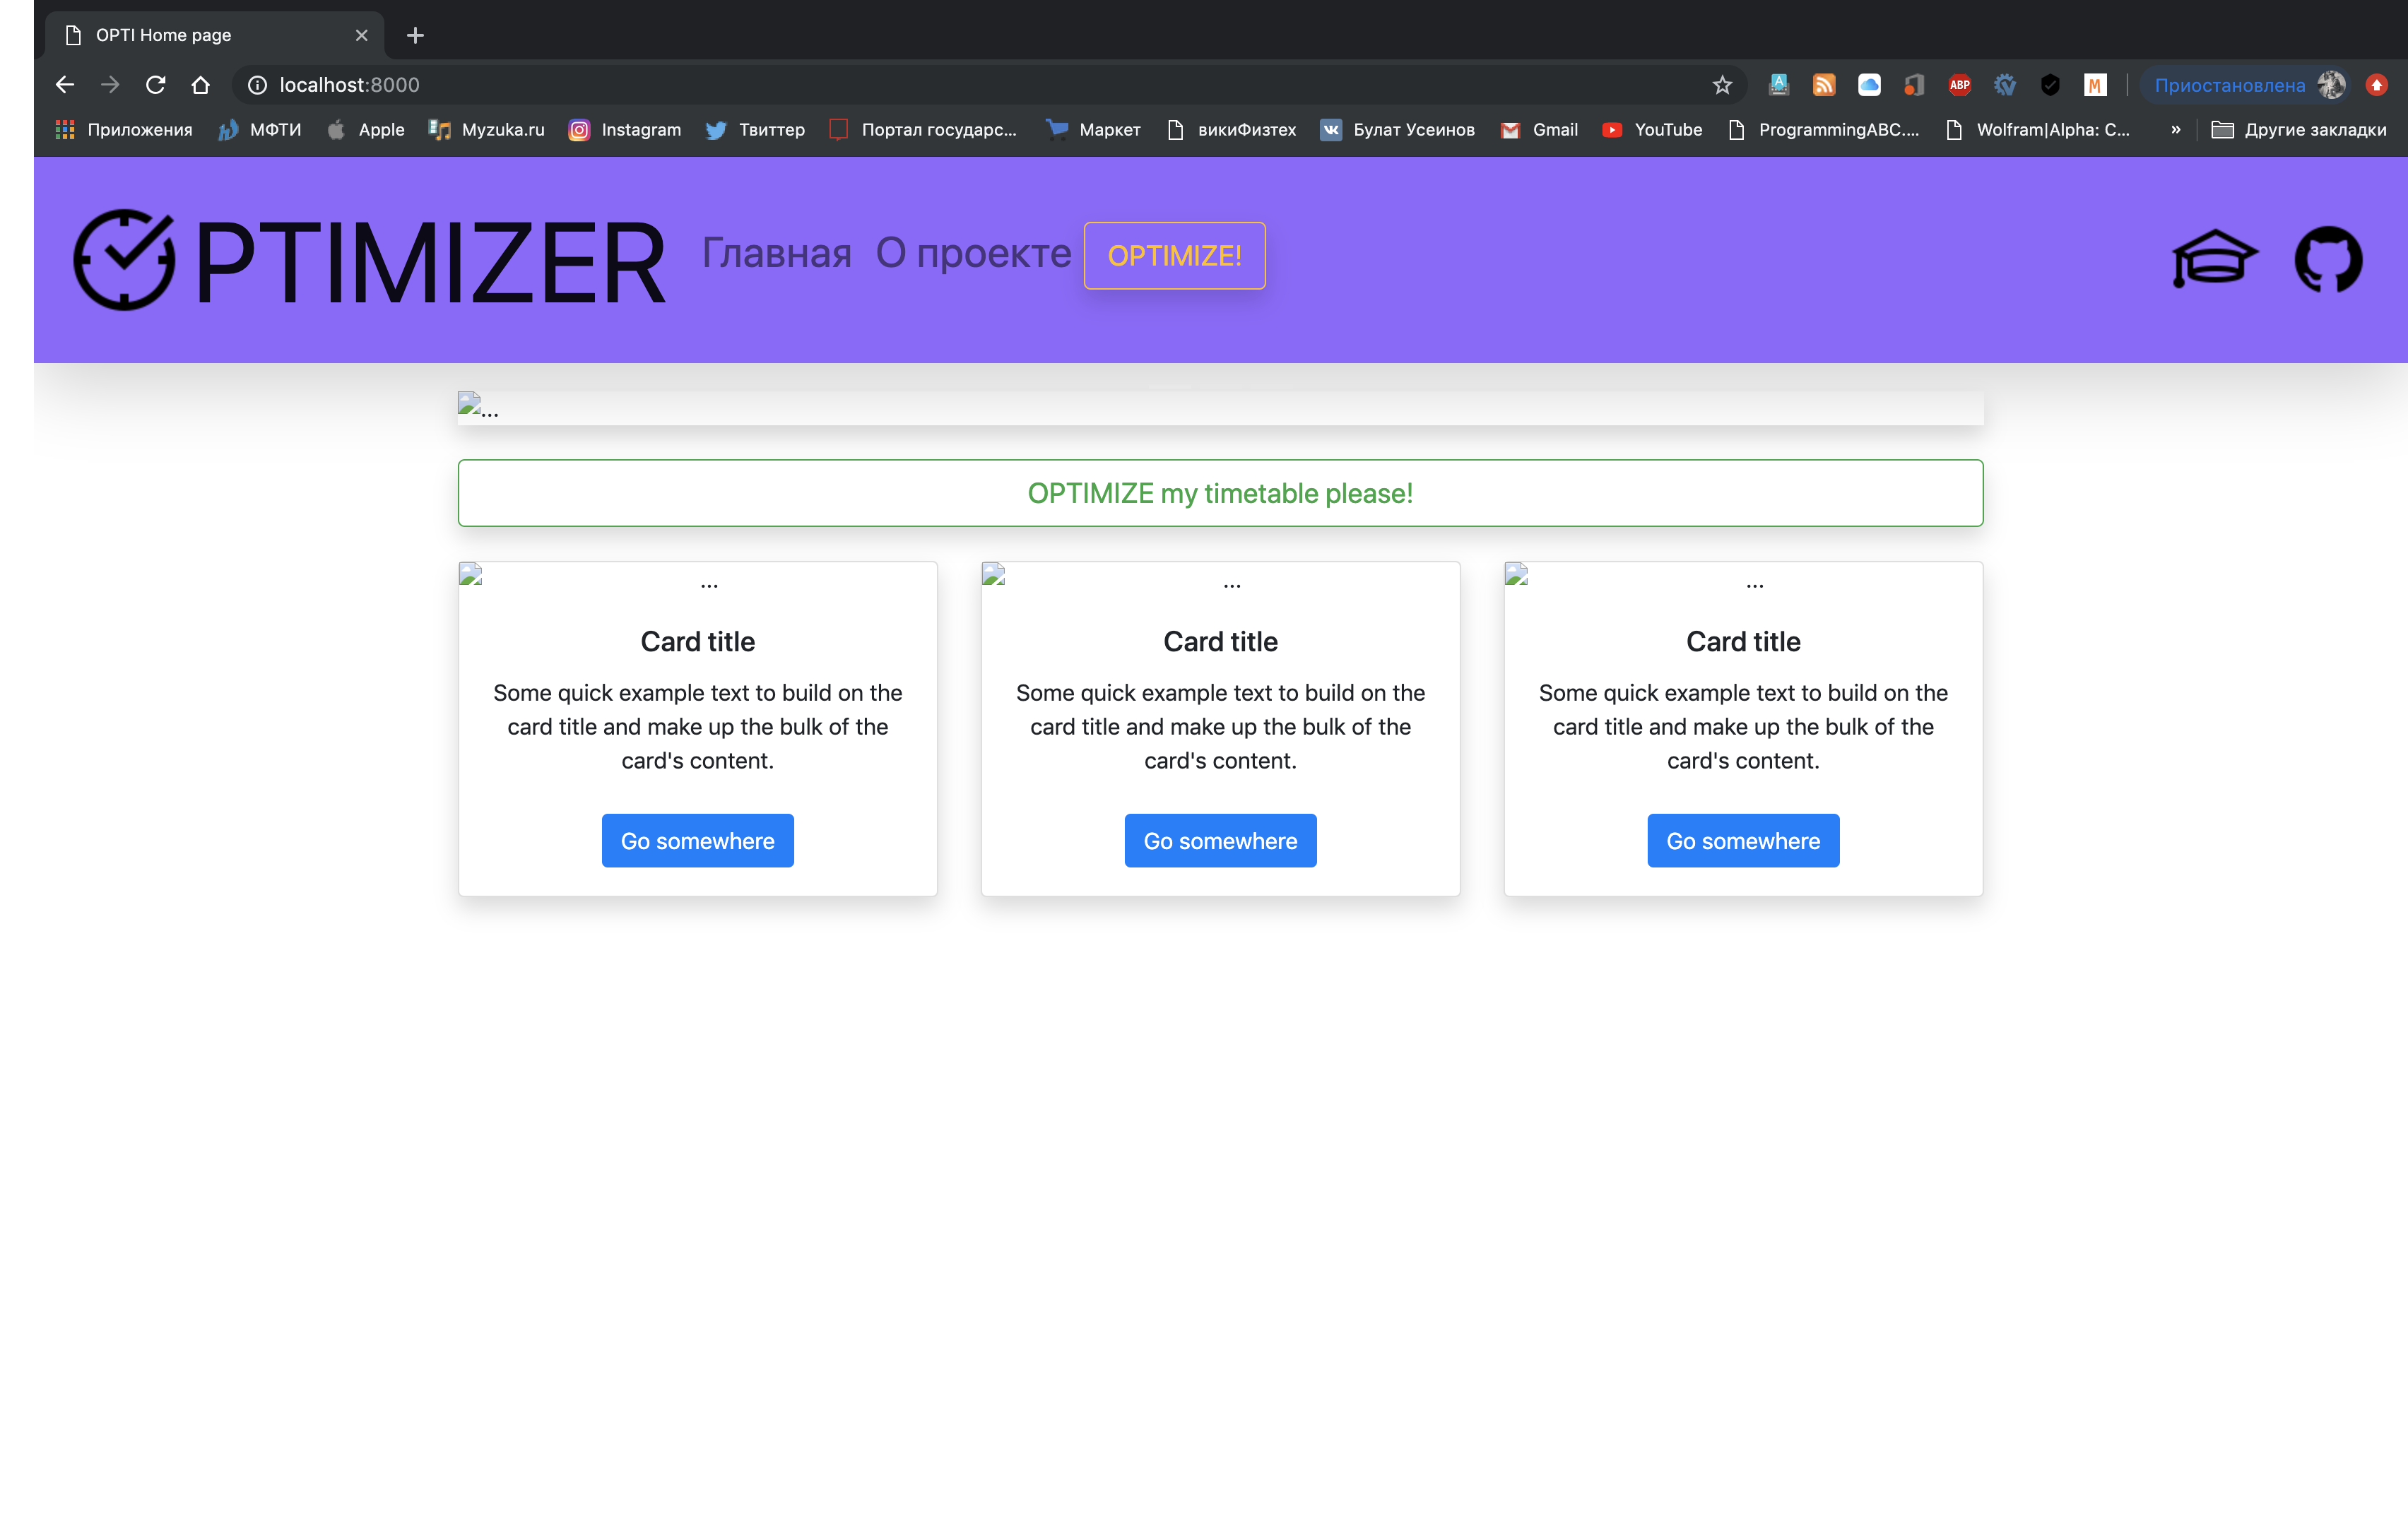 OPTI Home page
localhost:8000
Приостановлена
Приложения МФТИ Apple Myzuka.ru Instagram Твиттер Портал государс... Маркет викиФизтех Булат Усеинов Gmail YouTube ProgrammingABC.... Wolfram|Alpha: C... » Другие закладки
PTIMIZER Главная О проекте OPTIMIZE!
...
OPTIMIZE my timetable please!
...
Card title
Some quick example text to build on the
card title and make up the bulk of the
card's content.
Go somewhere
...
Card title
Some quick example text to build on the
card title and make up the bulk of the
card's content.
Go somewhere
...
Card title
Some quick example text to build on the
card title and make up the bulk of the
card's content.
Go somewhere